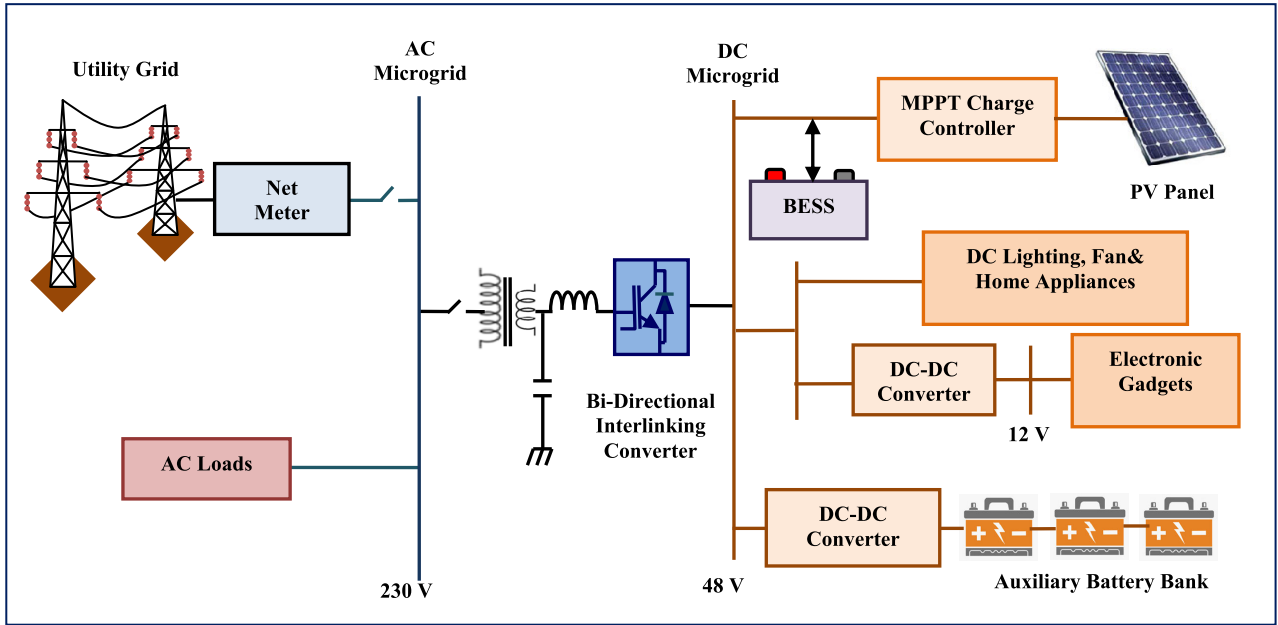 Utility Grid
AC
Microgrid
DC
Microgrid
MPPT Charge
Controller
PV Panel
Net
Meter
BESS
DC Lighting, Fan&
Home Appliances
DC-DC
Converter
Electronic
Gadgets
12 V
Bi-Directional
Interlinking
Converter
AC Loads
DC-DC
Converter
Auxiliary Battery Bank
230 V
48 V